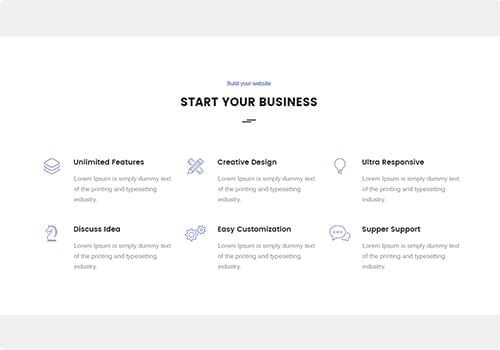 Build your website
START YOUR BUSINESS
Unlimited Features
Lorem Ipsum is simply dummy text
of the printing and typesetting
industry.
Creative Design
Lorem Ipsum is simply dummy text
of the printing and typesetting
industry.
Ultra Responsive
Lorem Ipsum is simply dummy text
of the printing and typesetting
industry.
Discuss Idea
Lorem Ipsum is simply dummy text
of the printing and typesetting
industry.
Easy Customization
Lorem Ipsum is simply dummy text
of the printing and typesetting
industry.
Supper Support
Lorem Ipsum is simply dummy text
of the printing and typesetting
industry.